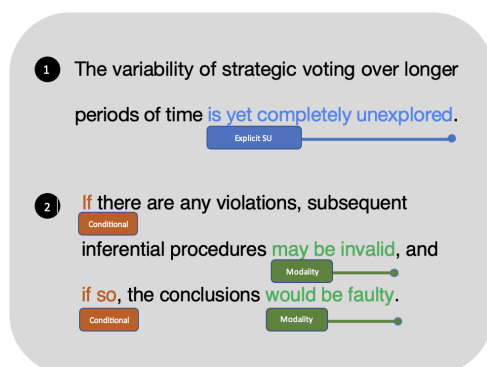 1 The variability of strategic voting over longer
periods of time is yet completely unexplored.
Explicit SU
2 If there are any violations, subsequent
Conditional
inferential procedures may be invalid, and
Modality
if so, the conclusions would be faulty.
Conditional Modality